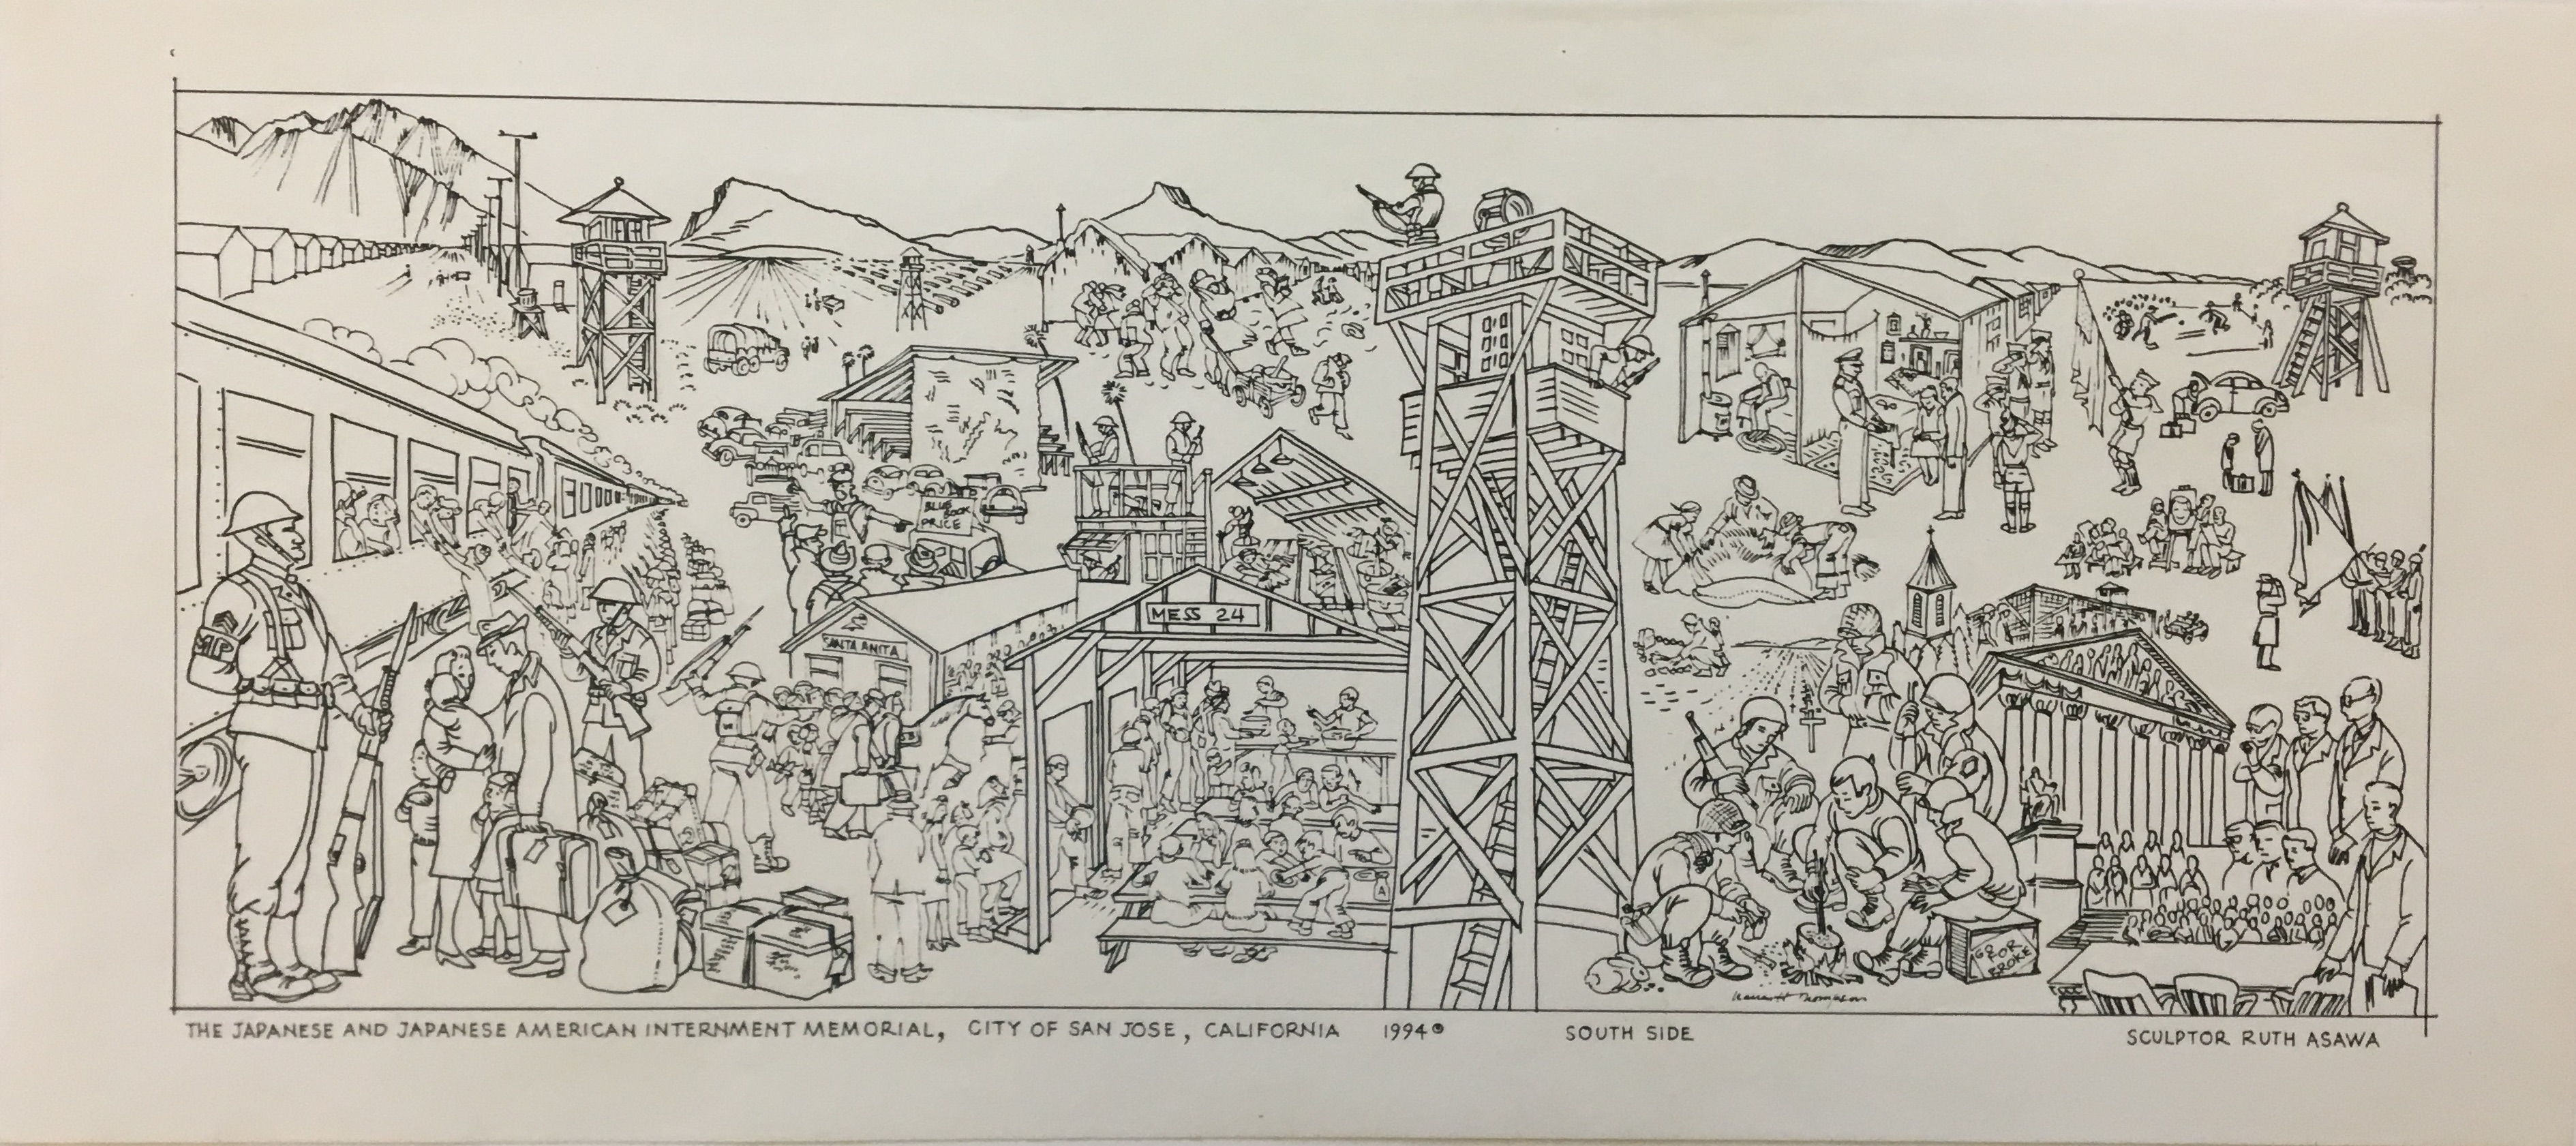 MP
BLUE BOOK
PRICE
SANTA ANITA
MESS 24
GO FOR
BROKE
THE JAPANESE AND JAPANESE AMERICAN INTERNMENT MEMORIAL, CITY OF SAN JOSE, CALIFORNIA 1994© SOUTH SIDE SCULPTOR RUTH ASAWA